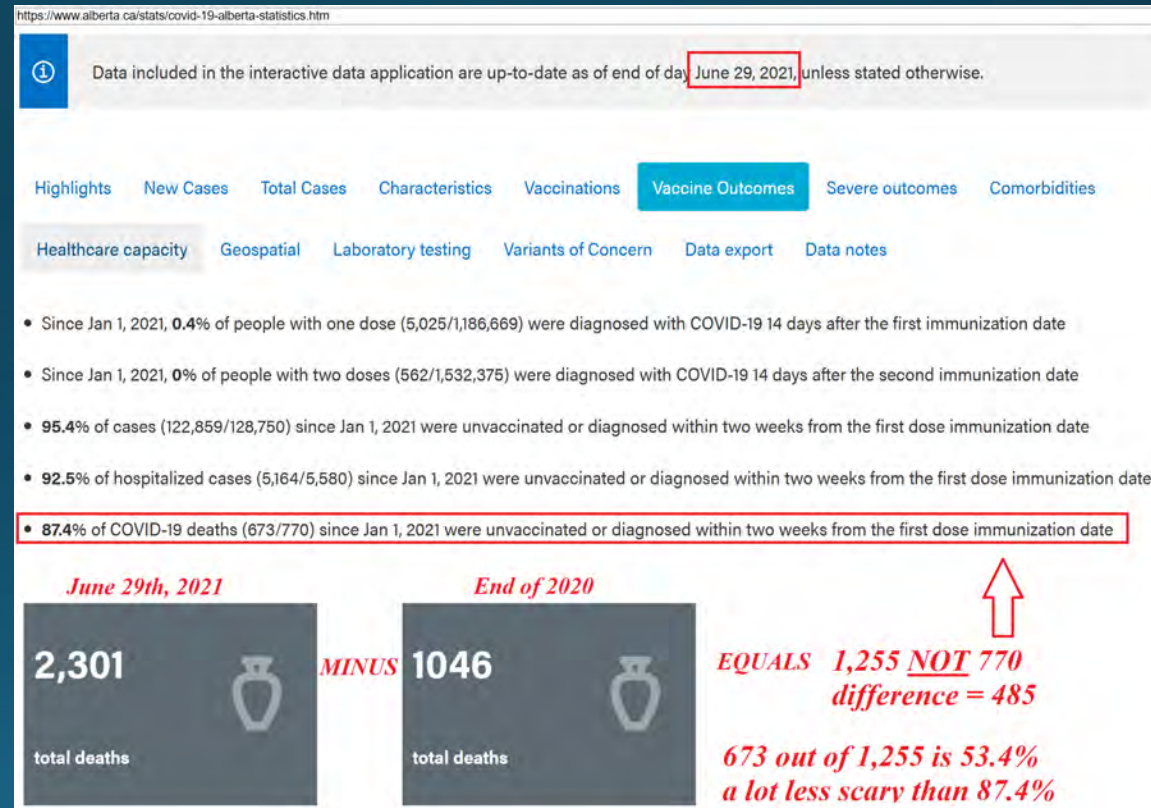 https://www.alberta.ca/stats/covid-19-alberta-statistics.htm
Data included in the interactive data application are up-to-date as of end of day June 29, 2021, unless stated otherwise.
Highlights New Cases Total Cases Characteristics Vaccinations Vaccine Outcomes Severe outcomes Comorbidities
Healthcare capacity Geospatial Laboratory testing Variants of Concern Data export Data notes
• Since Jan 1, 2021, 0.4% of people with one dose (5,025/1,186,669) were diagnosed with COVID-19 14 days after the first immunization date
• Since Jan 1, 2021, 0% of people with two doses (562/1,532,375) were diagnosed with COVID-19 14 days after the second immunization date
• 95.4% of cases (122,859/128,750) since Jan 1, 2021 were unvaccinated or diagnosed within two weeks from the first dose immunization date
• 92.5% of hospitalized cases (5,164/5,580) since Jan 1, 2021 were unvaccinated or diagnosed within two weeks from the first dose immunization date
• 87.4% of COVID-19 deaths (673/770) since Jan 1, 2021 were unvaccinated or diagnosed within two weeks from the first dose immunization date
June 29th, 2021
2,301
total deaths
MINUS
End of 2020
1046
total deaths
EQUALS 1,255 NOT 770
difference = 485
673 out of 1,255 is 53.4%
a lot less scary than 87.4%